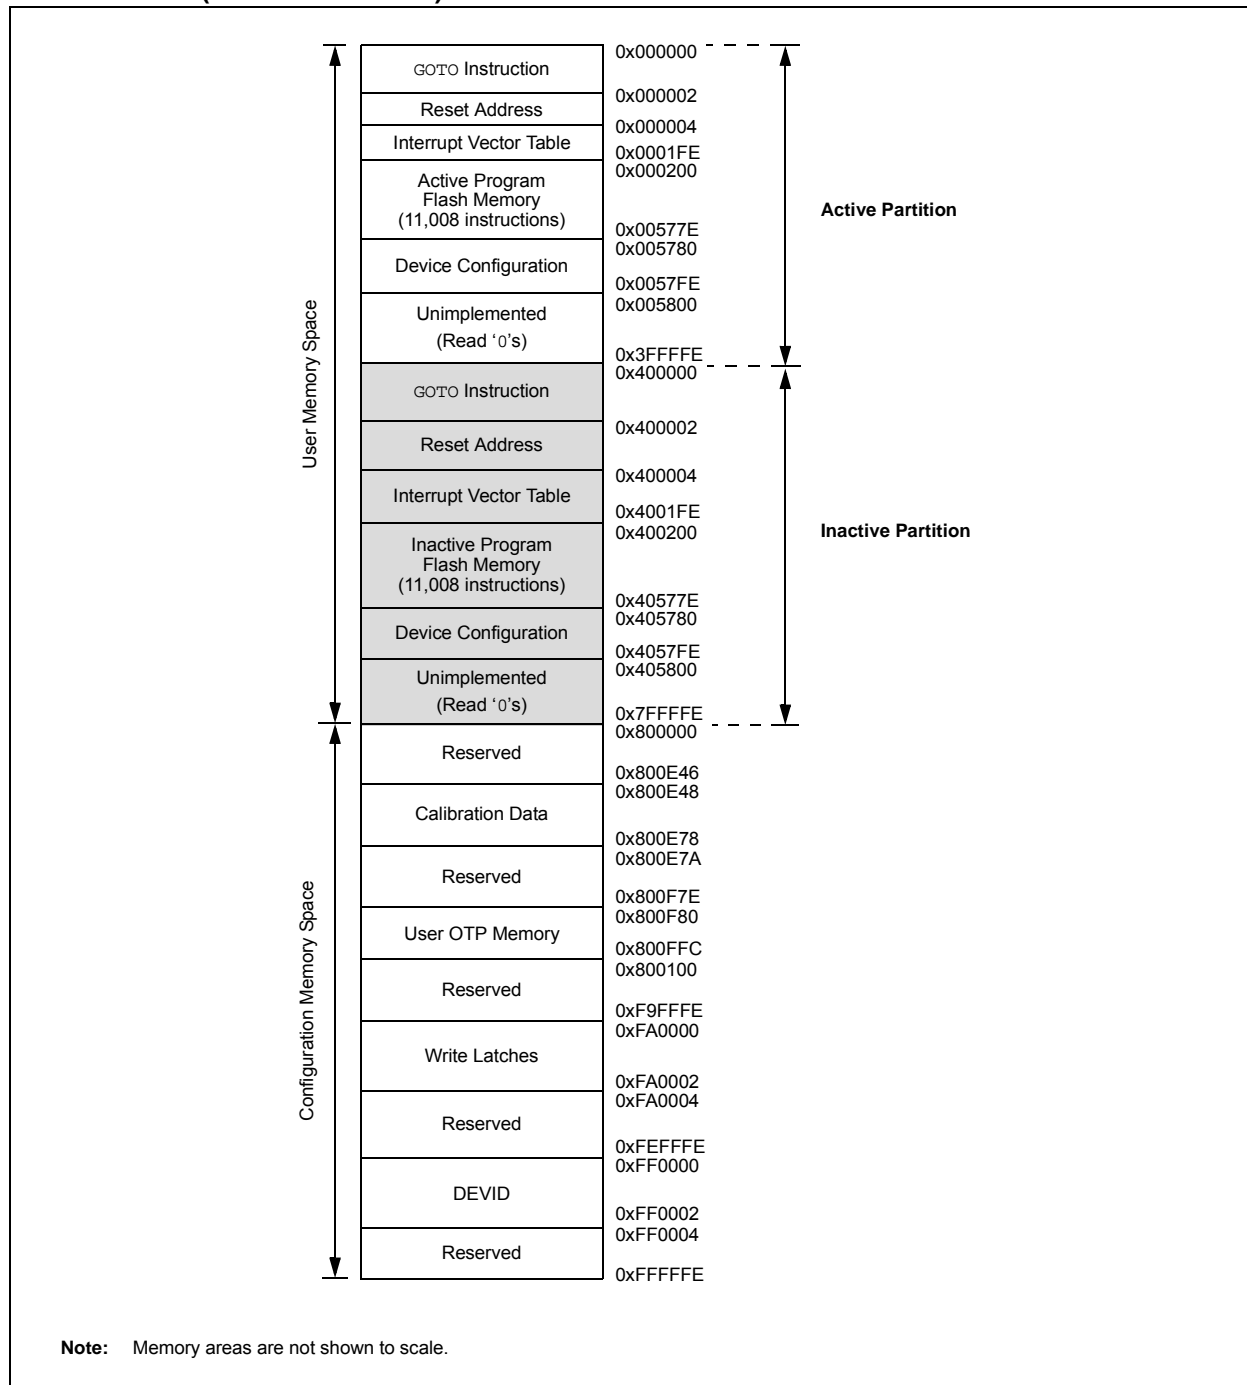 GOTO Instruction
0x000000
0x000002
Reset Address
0x000004
Interrupt Vector Table
0x0001FE
0x000200
Active Program
Flash Memory
(11,008 instructions)
Active Partition
0x00577E
0x005780
Device Configuration
0x0057FE
0x005800
Unimplemented
(Read ‘0’s)
0x3FFFFE
0x400000
User Memory Space
GOTO Instruction
0x400002
Reset Address
0x400004
Interrupt Vector Table
0x4001FE
0x400200
Inactive Partition
Inactive Program
Flash Memory
(11,008 instructions)
0x40577E
0x405780
Device Configuration
0x4057FE
0x405800
Unimplemented
(Read ‘0’s)
0x7FFFFE
0x800000
Reserved
0x800E46
0x800E48
Calibration Data
0x800E78
0x800E7A
Reserved
0x800F7E
0x800F80
User OTP Memory
0x800FFC
0x800100
Configuration Memory Space
Reserved
0xF9FFFE
0xFA0000
Write Latches
0xFA0002
0xFA0004
Reserved
0xFEFFFE
0xFF0000
DEVID
0xFF0002
0xFF0004
Reserved
0xFFFFFE
Note: Memory areas are not shown to scale.